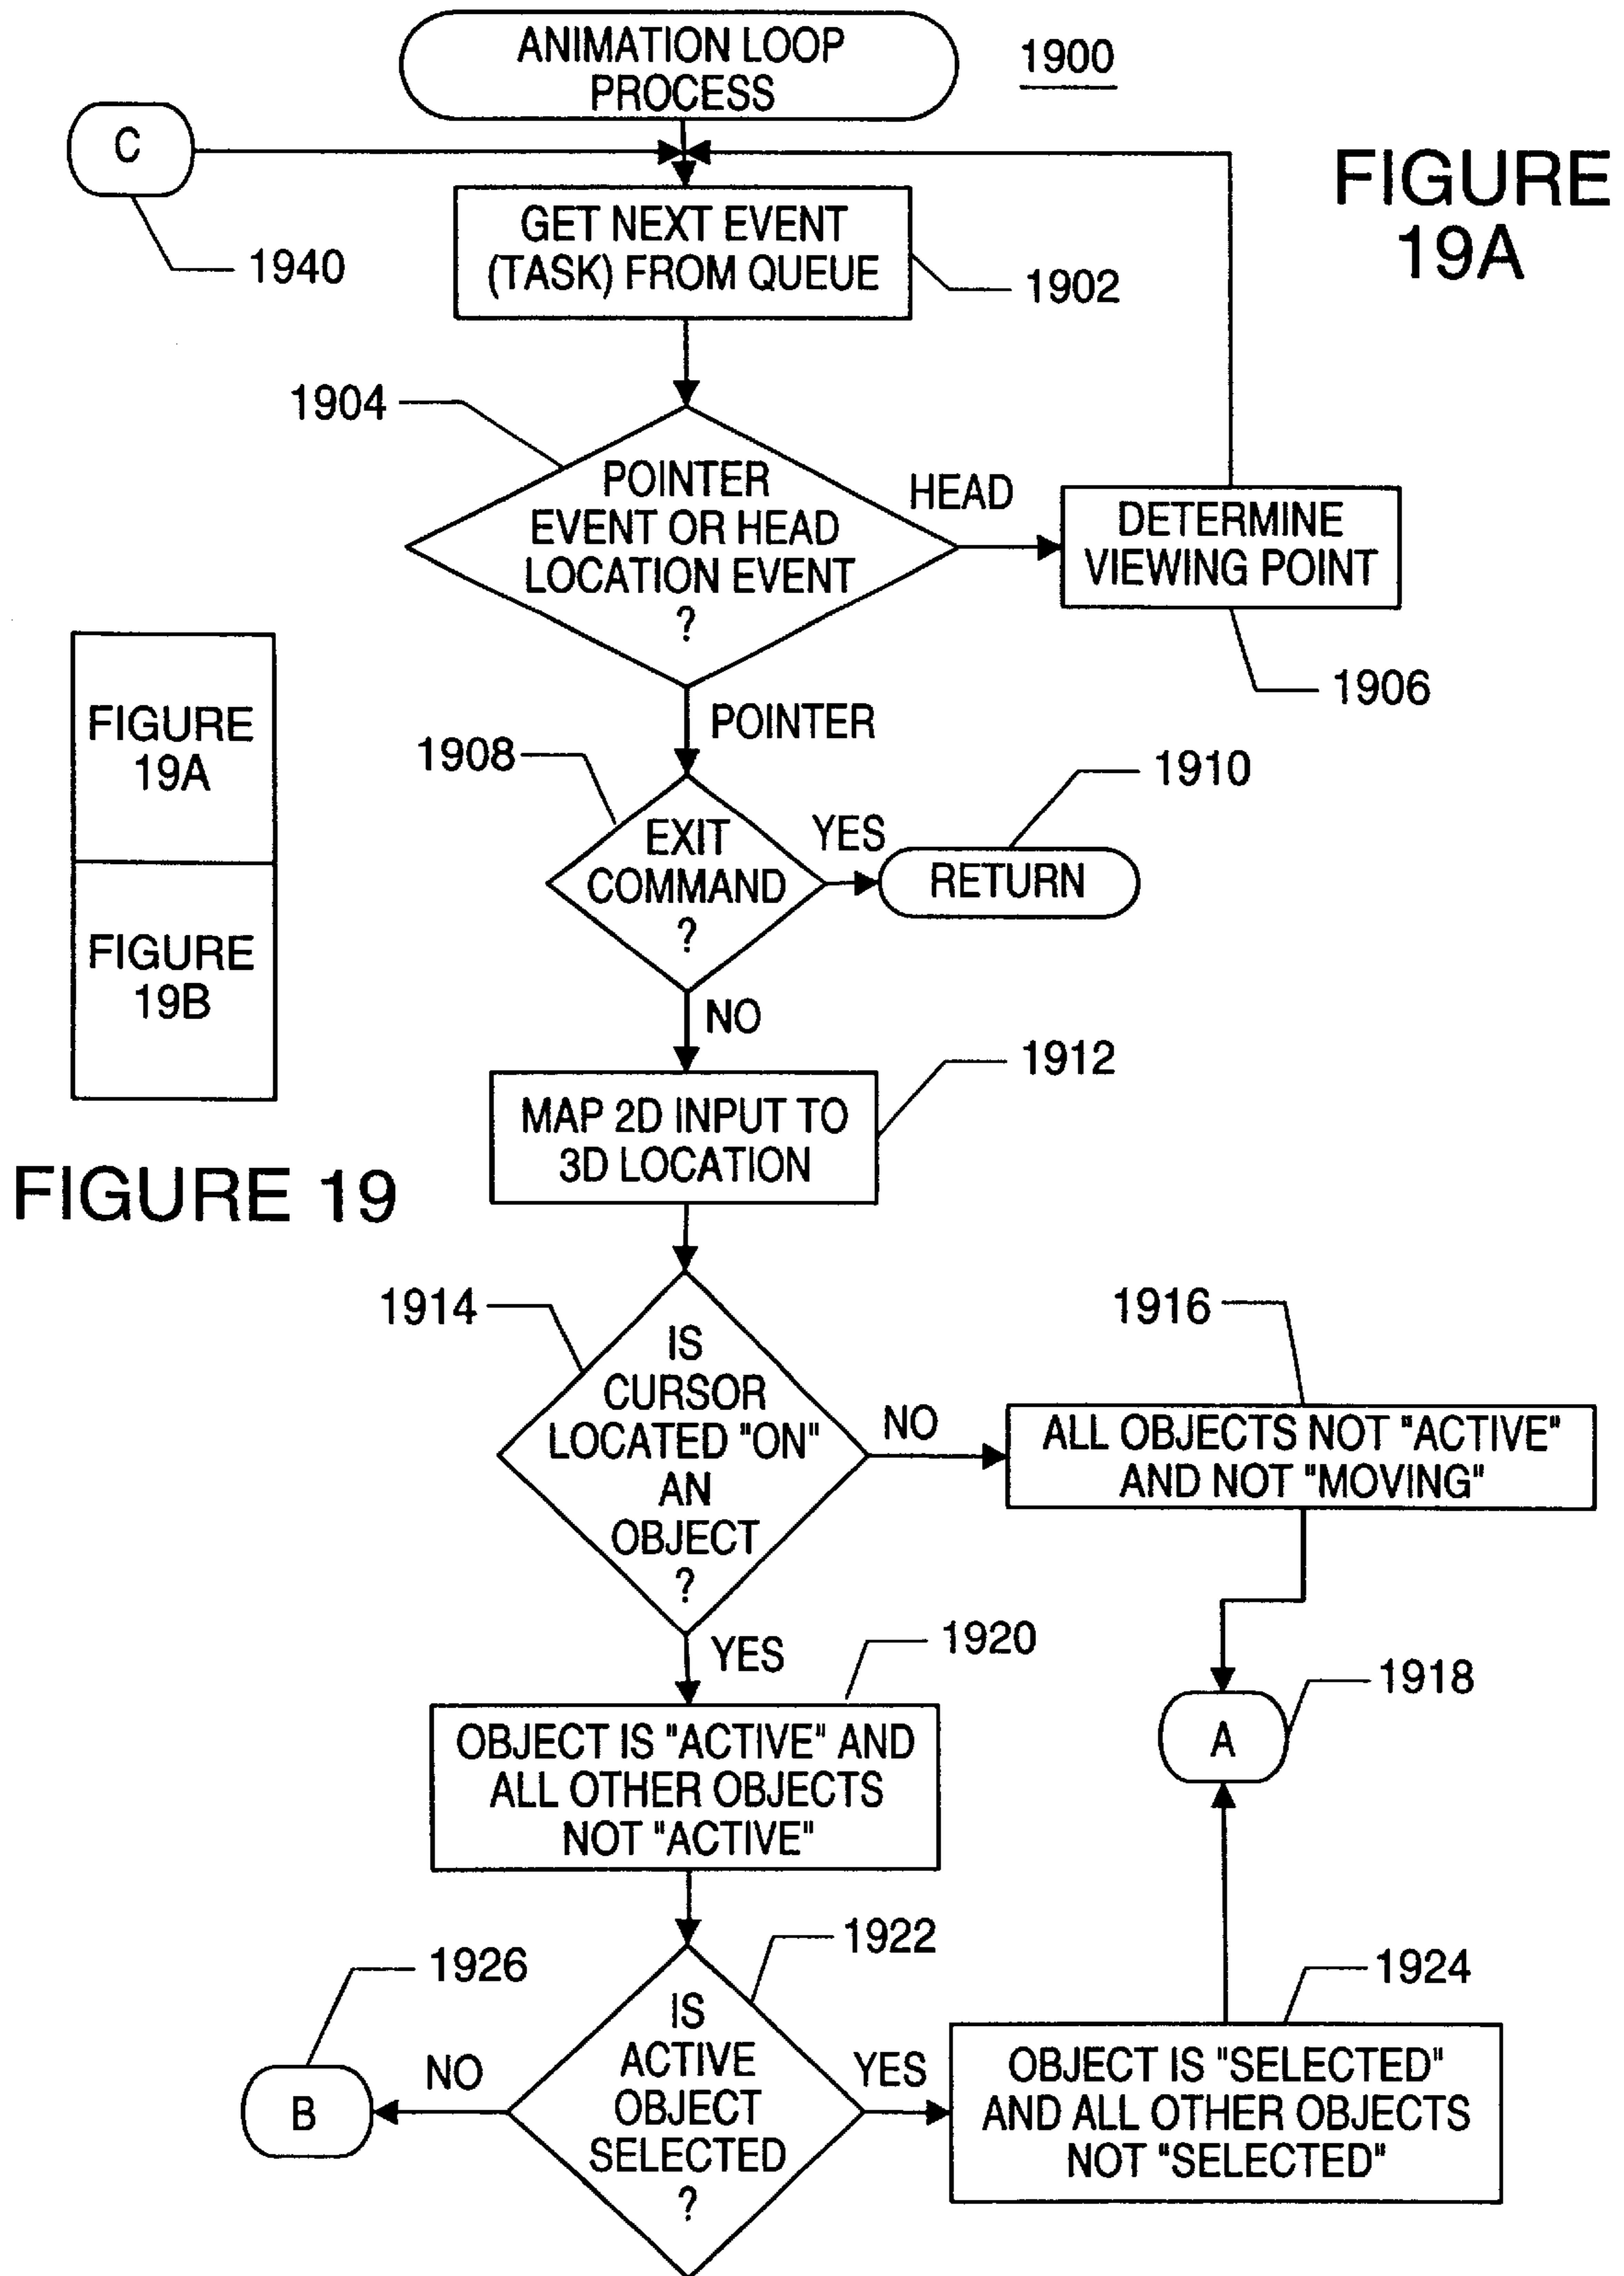 ANIMATION LOOP
PROCESS
1900
C
FIGURE
19A
GET NEXT EVENT
(TASK) FROM QUEUE
1940
1902
1904
POINTER
EVENT OR HEAD
LOCATION EVENT
?
HEAD
DETERMINE
VIEWING POINT
1906
FIGURE
19A
FIGURE
19B
FIGURE 19
POINTER
1908
EXIT
COMMAND
?
YES
1910
RETURN
NO
1912
MAP 2D INPUT TO
3D LOCATION
1914
IS
CURSOR
LOCATED "ON"
AN
OBJECT
?
NO
1916
ALL OBJECTS NOT "ACTIVE"
AND NOT "MOVING"
YES
1920
1918
A
OBJECT IS "ACTIVE" AND
ALL OTHER OBJECTS
NOT "ACTIVE"
1922
1926
B
NO
IS
ACTIVE
OBJECT
SELECTED
?
YES
1924
OBJECT IS "SELECTED"
AND ALL OTHER OBJECTS
NOT "SELECTED"